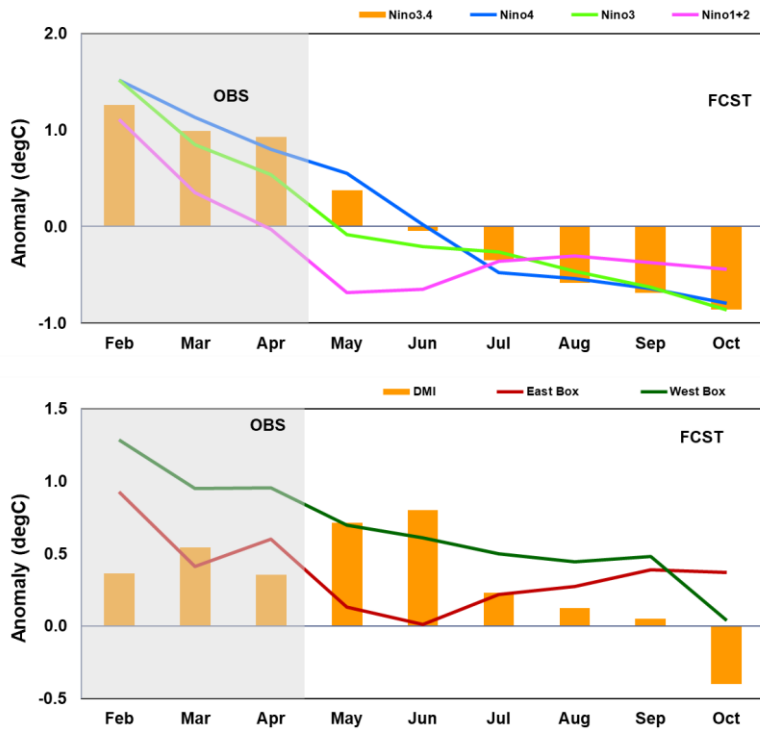 Nino3.4 Nino4 Nino3 Nino1+2
2.0
OBS
FCST
1.0
Anomaly (degC)
0.0
-1.0
Feb Mar Apr May Jun Jul Aug Sep Oct
DMI East Box West Box
1.5
OBS
FCST
1.0
Anomaly (degC)
0.5
0.0
-0.5
Feb Mar Apr May Jun Jul Aug Sep Oct